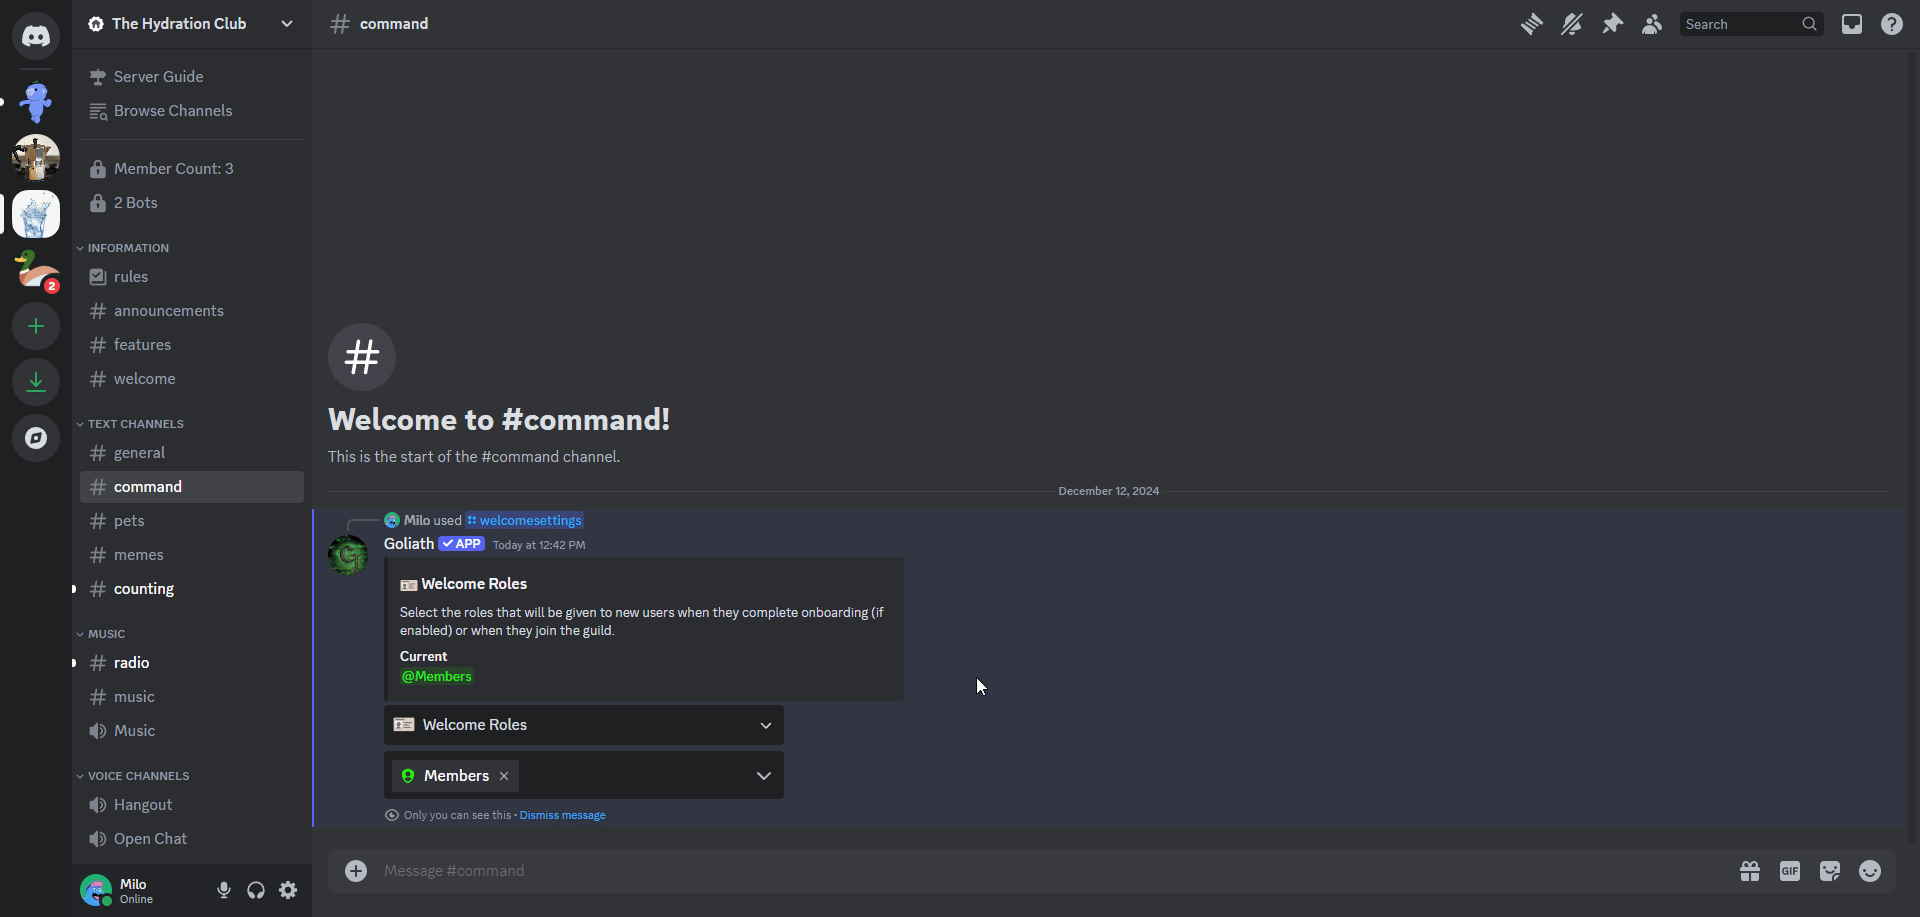 The Hydration Club
Server Guide
Browse Channels
Member Count: 3
2 Bots
INFORMATION
rules
announcements
features
welcome
TEXT CHANNELS
general
command
pets
memes
counting
MUSIC
radio
music
Music
VOICE CHANNELS
Hangout
Open Chat
Milo
Online
2
command
Search
Welcome to #command!
This is the start of the #command channel.
December 12, 2024
Milo used welcomesettings
Goliath APP Today at 12:42 PM
Welcome Roles
Select the roles that will be given to new users when they complete onboarding (if
enabled) or when they join the guild.
Current
@Members
Welcome Roles
Members
Only you can see this • Dismiss message
Message #command
GIF